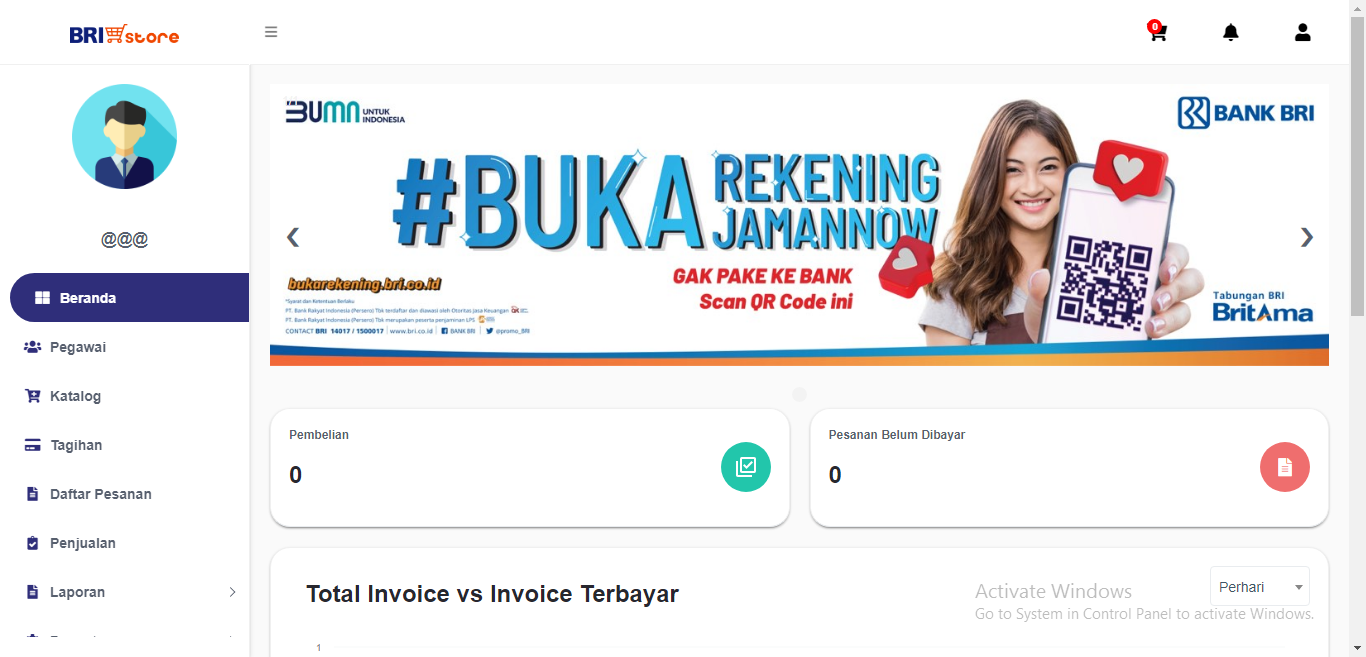 BRI store
0
@@@
Beranda
Pegawai
Katalog
Tagihan
Daftar Pesanan
Penjualan
Laporan
BUMN UNTUK INDONESIA
BANK BRI
#BUKA REKENING JAMANNOW
bukarekening.bri.co.id
GAK PAKE KE BANK
Scan QR Code ini
*Syarat dan Ketentuan Berlaku
PT. Bank Rakyat Indonesia (Persero) Tbk terdaftar dan diawasi oleh Otoritas Jasa Keuangan
PT. Bank Rakyat Indonesia (Persero) Tbk merupakan peserta penjaminan LPS
CONTACT BRI 14017 / 1500017 | www.bri.co.id | BANK BRI | @promo_BRI
Tabungan BRI
BritAma
Pembelian
0
Pesanan Belum Dibayar
0
Total Invoice vs Invoice Terbayar
Perhari
Activate Windows
Go to System in Control Panel to activate Windows.
1